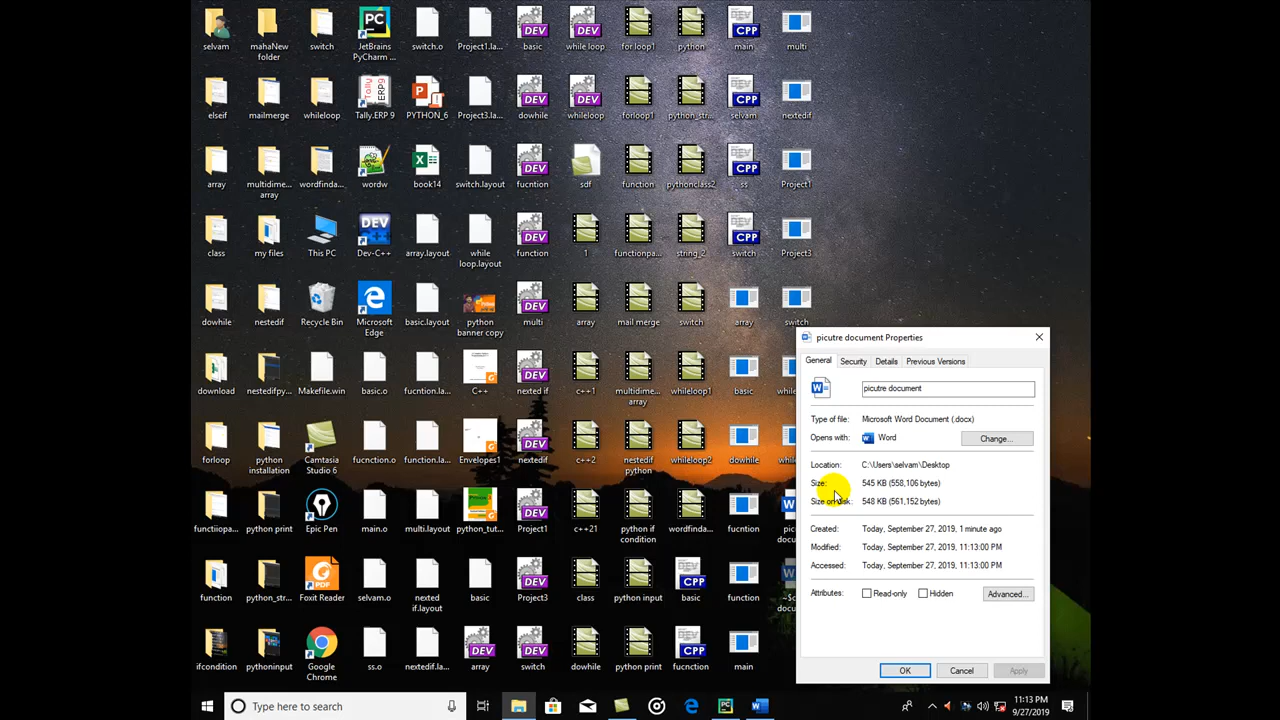 selvam
mahaNew
folder
switch
JetBrains
PyCharm ...
switch.o
Project1.la...
basic
while loop
for loop1
python
main
multi
elseif
mailmerge
whileloop
Tally.ERP 9
PYTHON_6
Project3.la...
dowhile
whileloop
forloop1
python_str...
selvam
nextedif
array
multidime...
array
wordfinda...
wordw
book14
switch.layout
fucntion
sdf
function
pythonclass2
ss
Project1
class
my files
This PC
Dev-C++
array.layout
while
loop.layout
function
1
functionpa...
string_2
switch
Project3
dowhile
nestedif
Recycle Bin
Microsoft
Edge
basic.layout
python
banner copy
multi
array
mail merge
switch
array
switch
download
nestedifpy...
Makefile.win
basic.o
fucntion.la...
C++
nexted if
c++1
multidime...
array
whileloop1
basic
forloop
python
installation
Camtasia
Studio 6
fucnction.o
function.la...
Envelopes1
nextedif
c++2
nestedif
python
whileloop2
dowhile
while...
functiiopa...
python print
Epic Pen
main.o
multi.layout
python_tut...
Project1
c++21
python if
condition
wordfinda...
fucntion
function
python_str...
Foxit Reader
selvam.o
nexted
if.layout
basic
Project3
class
python input
basic
function
ifcondition
pythoninput
Google
Chrome
ss.o
nextedif.la...
array
switch
dowhile
python print
fucnction
main
picutre document Properties
General Security Details Previous Versions
picutre document
Type of file: Microsoft Word Document (.docx)
Opens with: Word Change...
Location: C:\Users\selvam\Desktop
Size: 545 KB (558,106 bytes)
Size on disk: 548 KB (561,152 bytes)
Created: Today, September 27, 2019, 1 minute ago
Modified: Today, September 27, 2019, 11:13:00 PM
Accessed: Today, September 27, 2019, 11:13:00 PM
Attributes: Read-only Hidden Advanced...
OK Cancel Apply
Type here to search
11:13 PM
9/27/2019